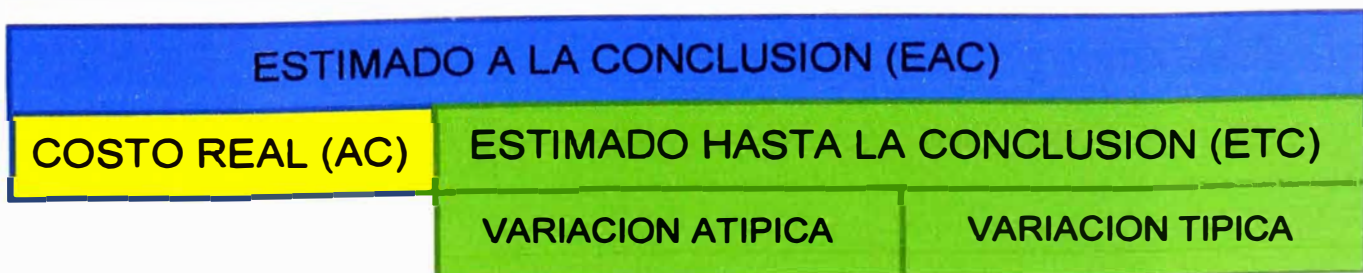 ESTIMADO A LA CONCLUSION (EAC)
COSTO REAL (AC) ESTIMADO HASTA LA CONCLUSION (ETC)
VARIACION ATIPICA VARIACION TIPICA